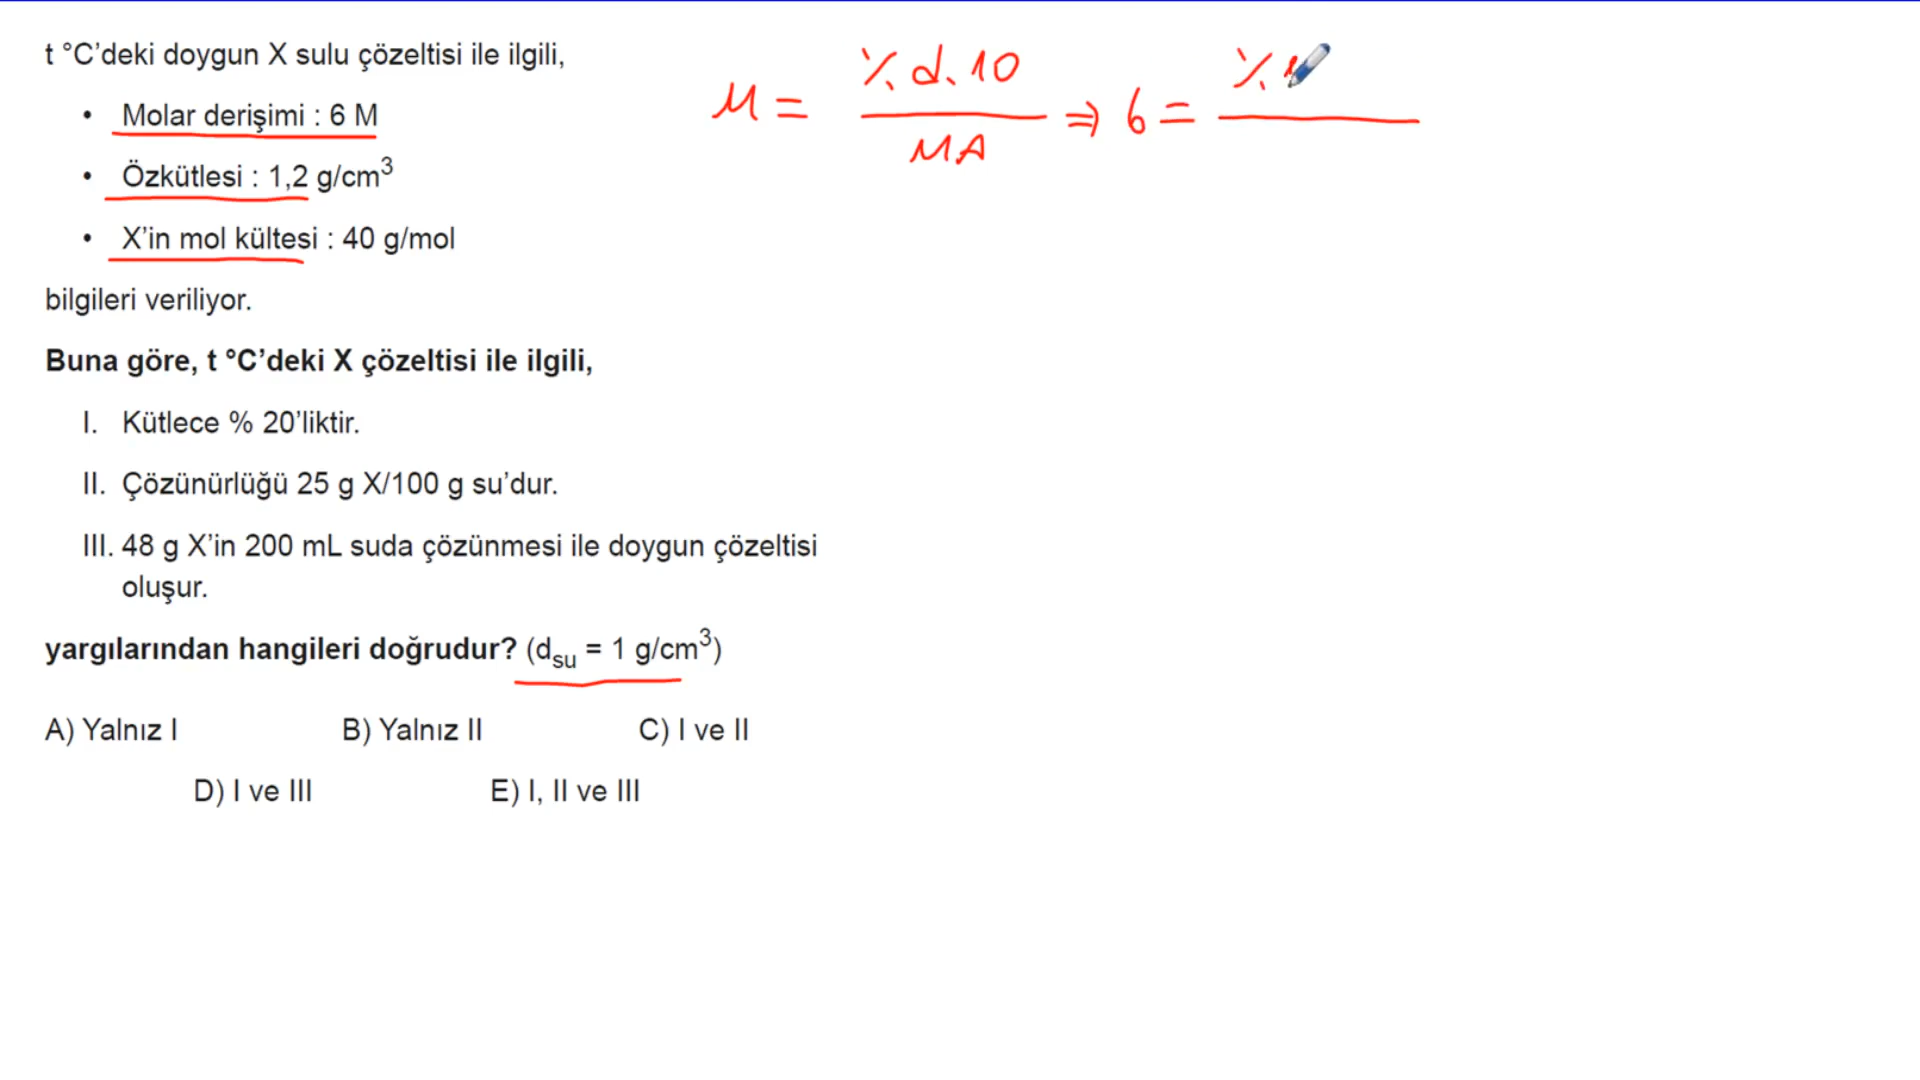 t °C'deki doygun X sulu çözeltisi ile ilgili,
• Molar derişimi : 6 M
• Özkütlesi : 1,2 g/cm³
• X'in mol kültesi : 40 g/mol
bilgileri veriliyor.
Buna göre, t °C'deki X çözeltisi ile ilgili,
I. Kütlece % 20'liktir.
II. Çözünürlüğü 25 g X/100 g su'dur.
III. 48 g X'in 200 mL suda çözünmesi ile doygun çözeltisi
oluşur.
yargılarından hangileri doğrudur? (dsu = 1 g/cm³)
A) Yalnız I B) Yalnız II C) I ve II
D) I ve III E) I, II ve III
%. d. 10 %.
M = ⇒ 6 =
MA